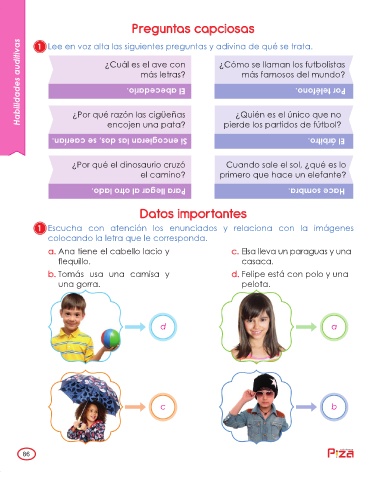 Habilidades auditivas
Preguntas capciosas
1 Lee en voz alta las siguientes preguntas y adivina de qué se trata.
¿Cuál es el ave con
más letras?
El abecedario.
¿Cómo se llaman los futbolistas
más famosos del mundo?
Por teléfono.
¿Por qué razón las cigüeñas
encojen una pata?
Si encogieran las dos, se caerían.
¿Quién es el único que no
pierde los partidos de fútbol?
El árbitro.
¿Por qué el dinosaurio cruzó
el camino?
Para llegar al otro lado.
Cuando sale el sol, ¿qué es lo
primero que hace un elefante?
Hace sombra.
Datos importantes
1 Escucha con atención los enunciados y relaciona con la imágenes
colocando la letra que le corresponda.
a. Ana tiene el cabello lacio y
flequillo.
b. Tomás usa una camisa y
una gorra.
c. Elsa lleva un paraguas y una
casaca.
d. Felipe está con polo y una
pelota.
d
a
c
b
86
Piza